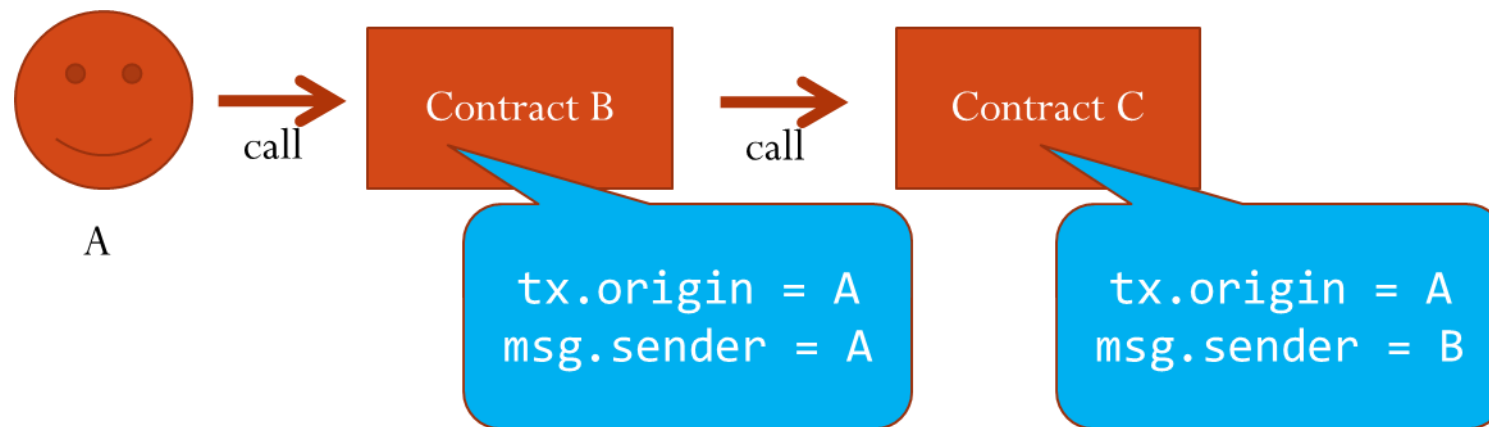 Contract B
Contract C
call
call
A
tx.origin = A
msg.sender = A
tx.origin = A
msg.sender = B